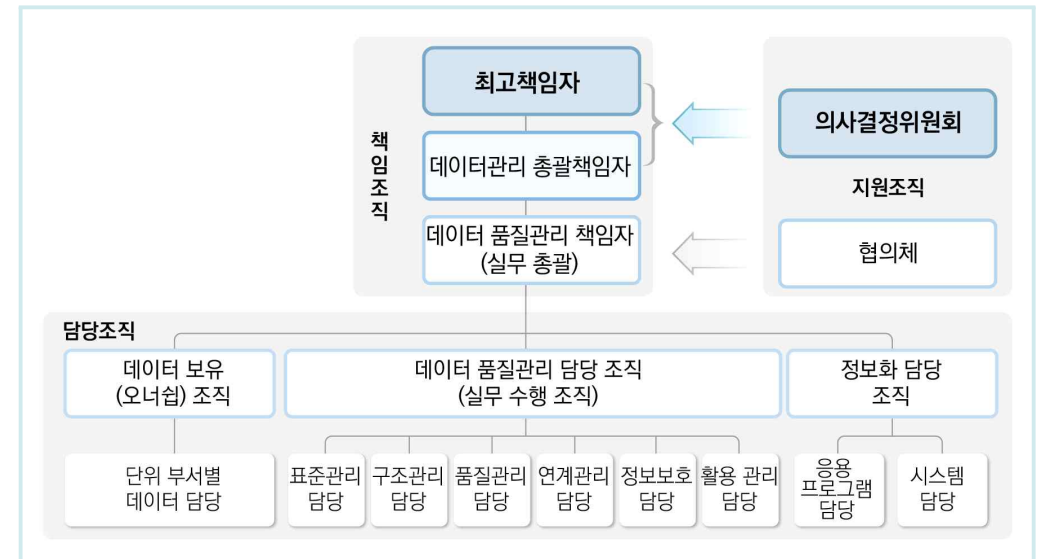 책임조직
최고책임자
데이터관리 총괄책임자
데이터 품질관리 책임자
(실무 총괄)
의사결정위원회
지원조직
협의체
담당조직
데이터 보유
(오너쉽) 조직
데이터 품질관리 담당 조직
(실무 수행 조직)
정보화 담당
조직
단위 부서별
데이터 담당
표준관리
담당
구조관리
담당
품질관리
담당
연계관리
담당
정보보호
담당
활용 관리
담당
응용
프로그램
담당
시스템
담당